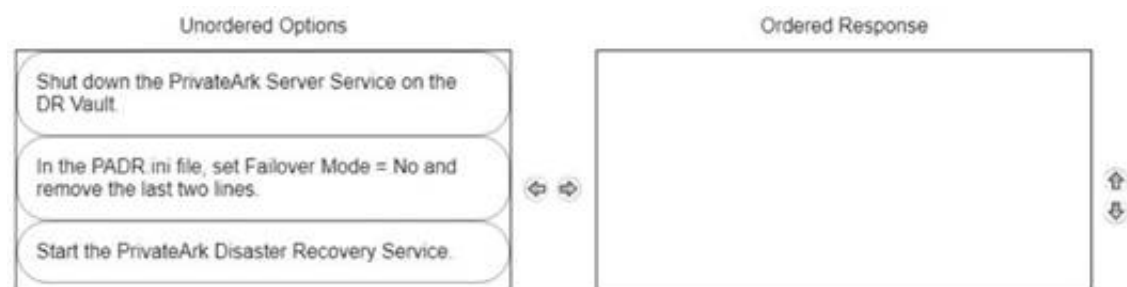 Unordered Options
Ordered Response
Shut down the PrivateArk Server Service on the
DR Vault.
In the PADR.ini file, set Failover Mode = No and
remove the last two lines.
Start the PrivateArk Disaster Recovery Service.